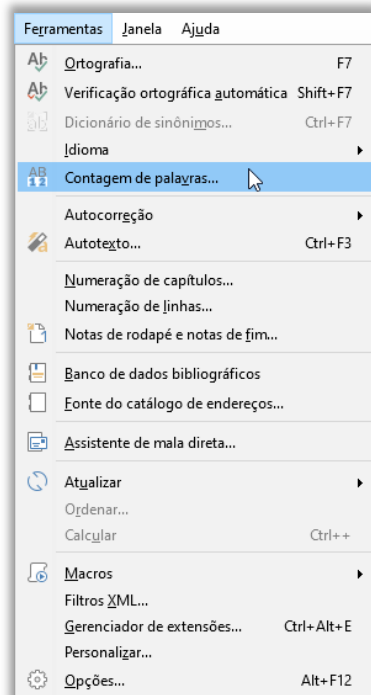 Ferramentas Janela Ajuda
Ortografia... F7
Verificação ortográfica automática Shift+F7
Dicionário de sinônimos... Ctrl+F7
Idioma
Contagem de palavras...
Autocorreção
Autotexto... Ctrl+F3
Numeração de capítulos...
Numeração de linhas...
Notas de rodapé e notas de fim...
Banco de dados bibliográficos
Fonte do catálogo de endereços...
Assistente de mala direta...
Atualizar
Ordenar...
Calcular Ctrl++
Macros
Filtros XML...
Gerenciador de extensões... Ctrl+Alt+E
Personalizar...
Opções... Alt+F12